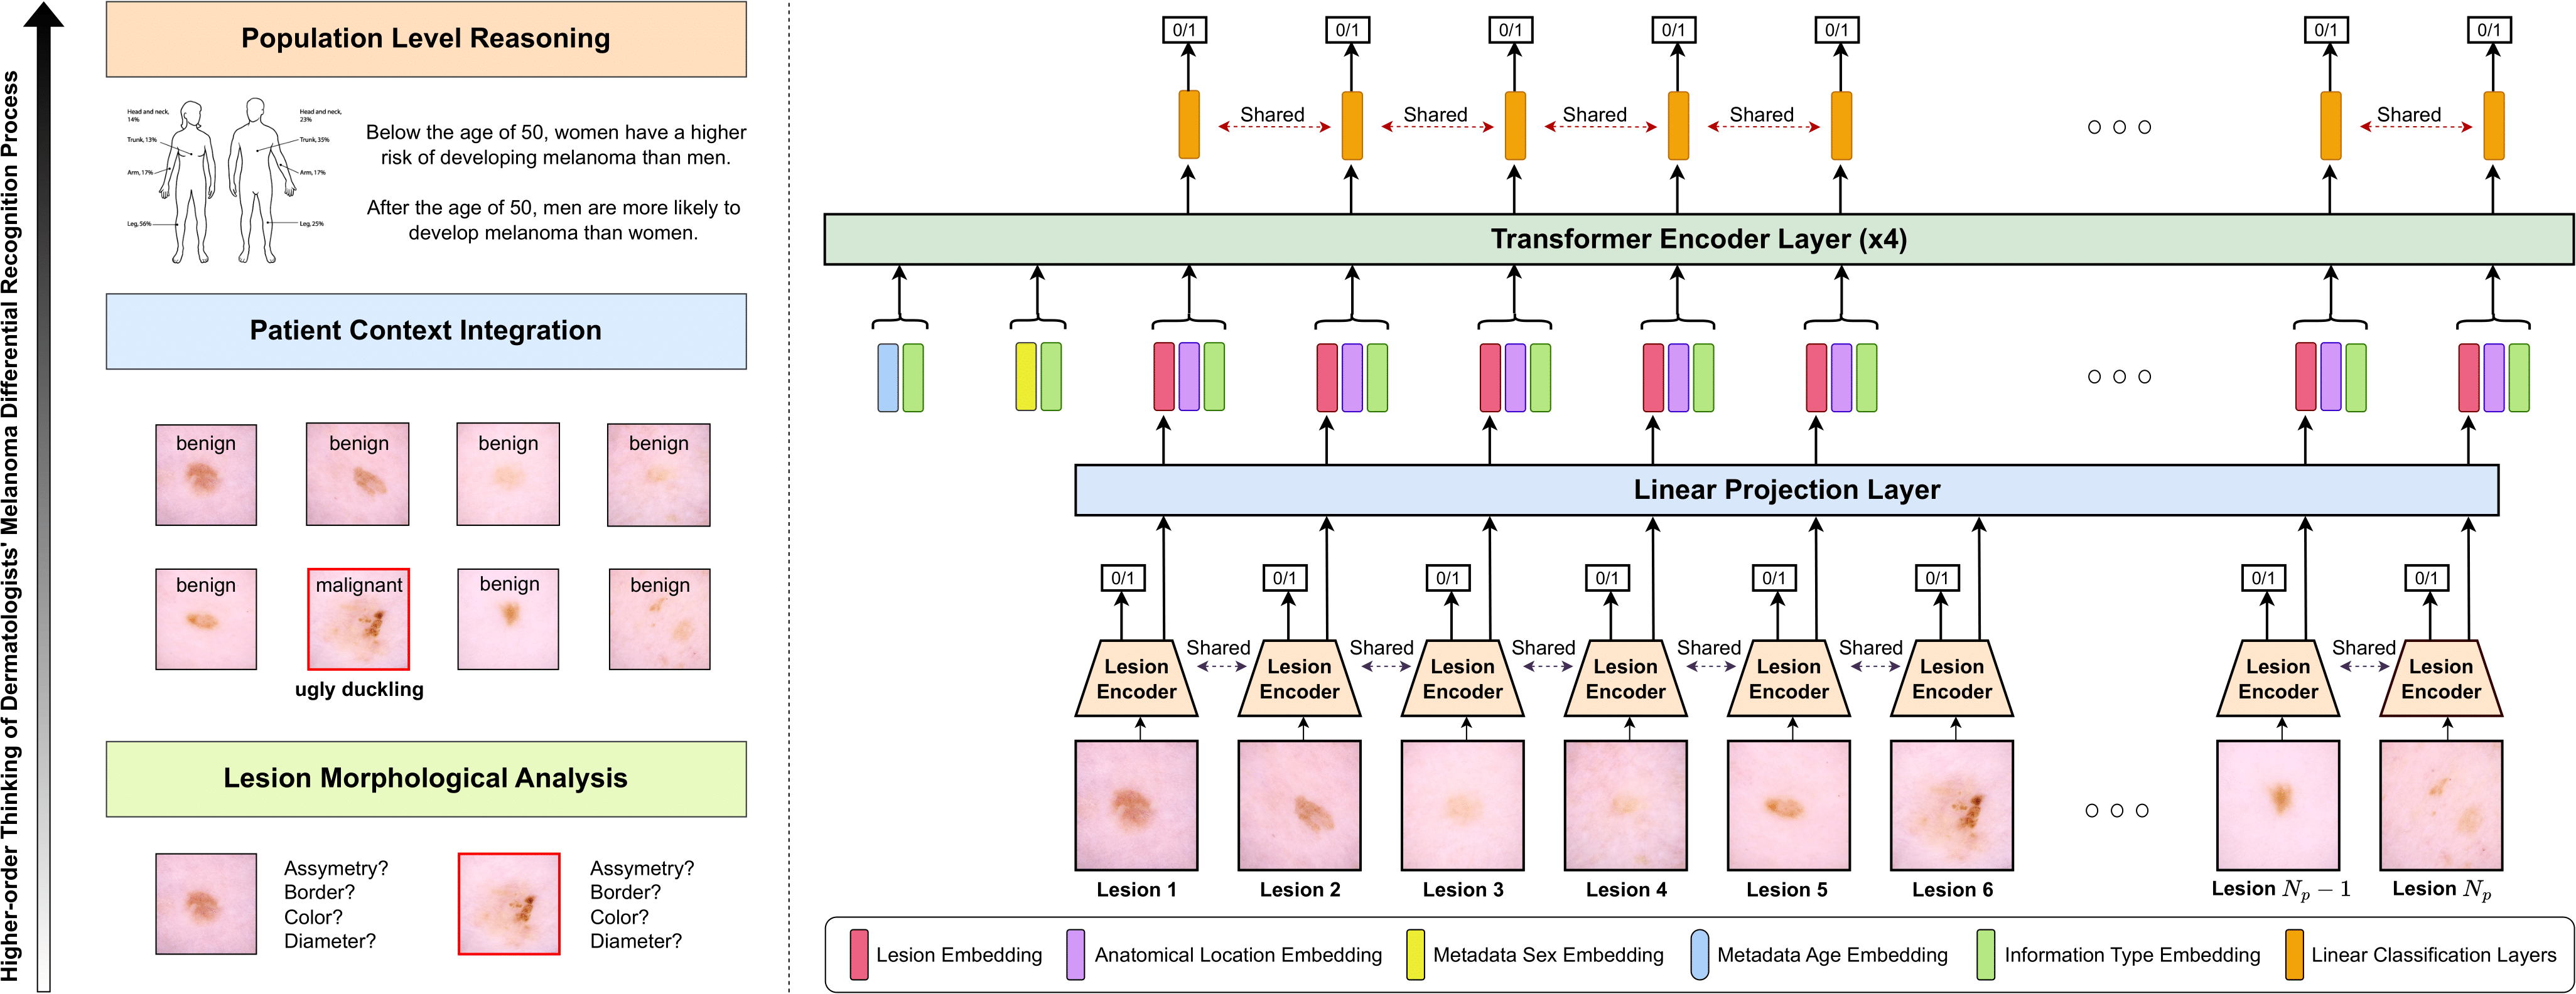 Higher-order Thinking of Dermatologists' Melanoma Differential Recognition Process
Population Level Reasoning
Head and neck,
14%
Trunk, 13%
Arm, 17%
Leg, 56%
Head and neck,
23%
Trunk, 35%
Arm, 17%
Leg, 25%
Below the age of 50, women have a higher
risk of developing melanoma than men.
After the age of 50, men are more likely to
develop melanoma than women.
Patient Context Integration
benign benign benign benign
benign malignant benign benign
ugly duckling
Lesion Morphological Analysis
Assymetry?
Border?
Color?
Diameter?
Assymetry?
Border?
Color?
Diameter?
0/1 0/1 0/1 0/1 0/1 0/1 0/1
Shared Shared Shared Shared Shared
Transformer Encoder Layer (x4)
Linear Projection Layer
0/1 0/1 0/1 0/1 0/1 0/1 0/1 0/1
Shared Shared Shared Shared Shared Shared
Lesion Lesion Lesion Lesion Lesion Lesion Lesion Lesion
Encoder Encoder Encoder Encoder Encoder Encoder Encoder Encoder
Lesion 1 Lesion 2 Lesion 3 Lesion 4 Lesion 5 Lesion 6 Lesion N_p − 1 Lesion N_p
Lesion Embedding Anatomical Location Embedding Metadata Sex Embedding Metadata Age Embedding Information Type Embedding Linear Classification Layers